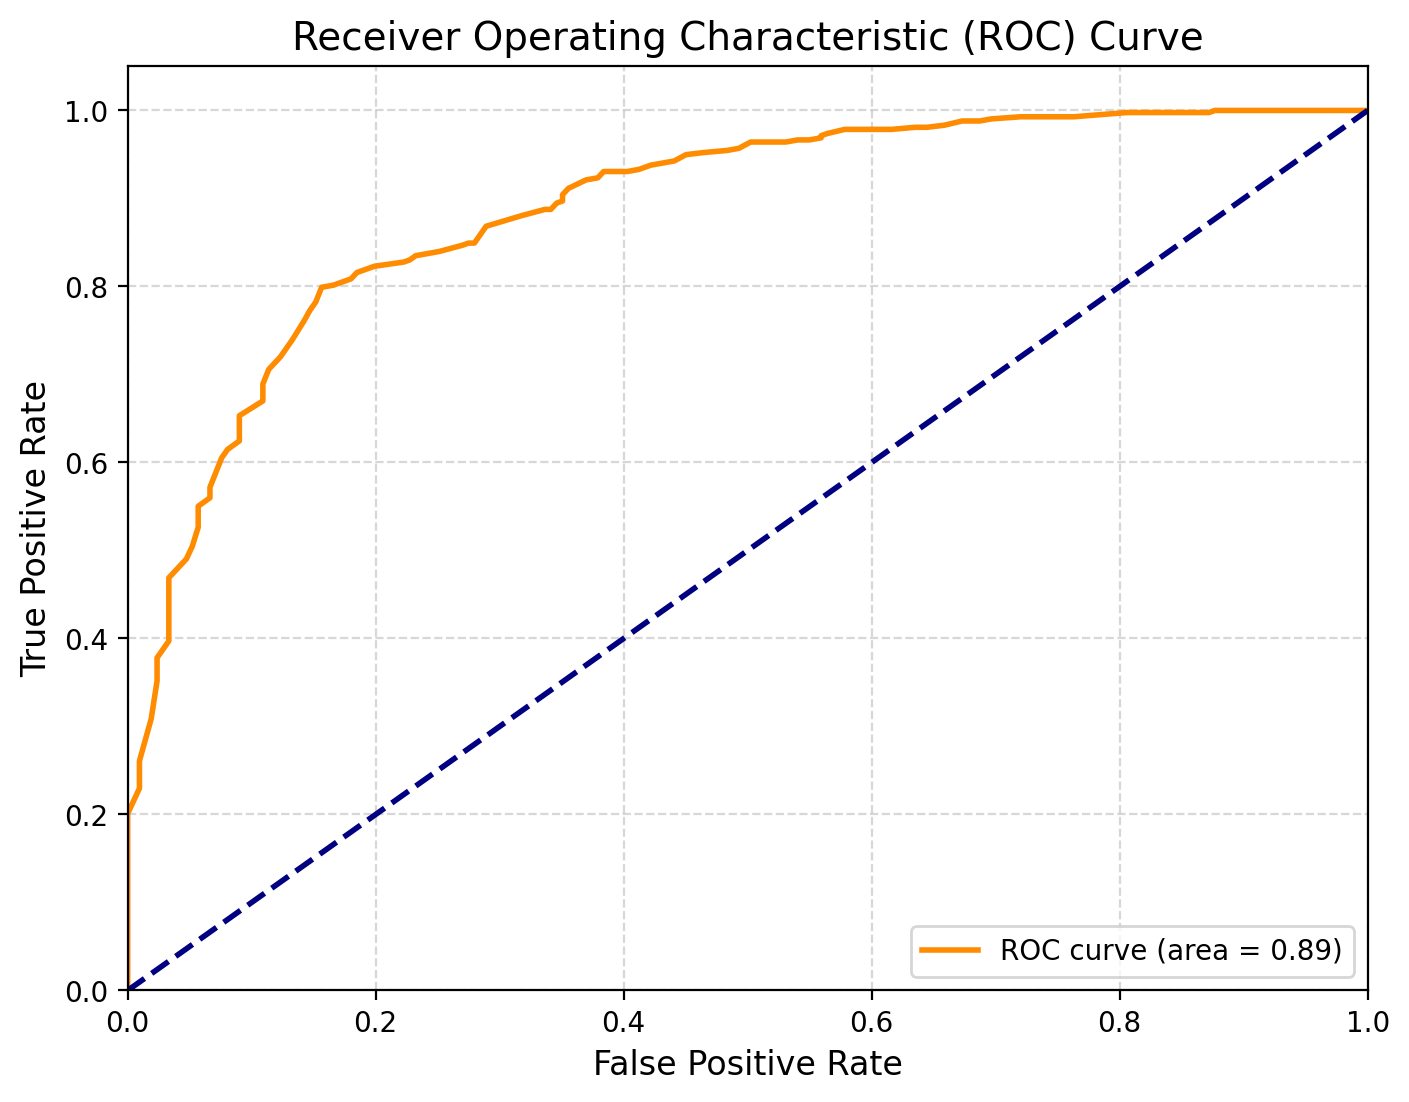 Receiver Operating Characteristic (ROC) Curve
1.0
0.8
0.6
0.4
0.2
0.0
True Positive Rate
ROC curve (area = 0.89)
0.0 0.2 0.4 0.6 0.8 1.0
False Positive Rate